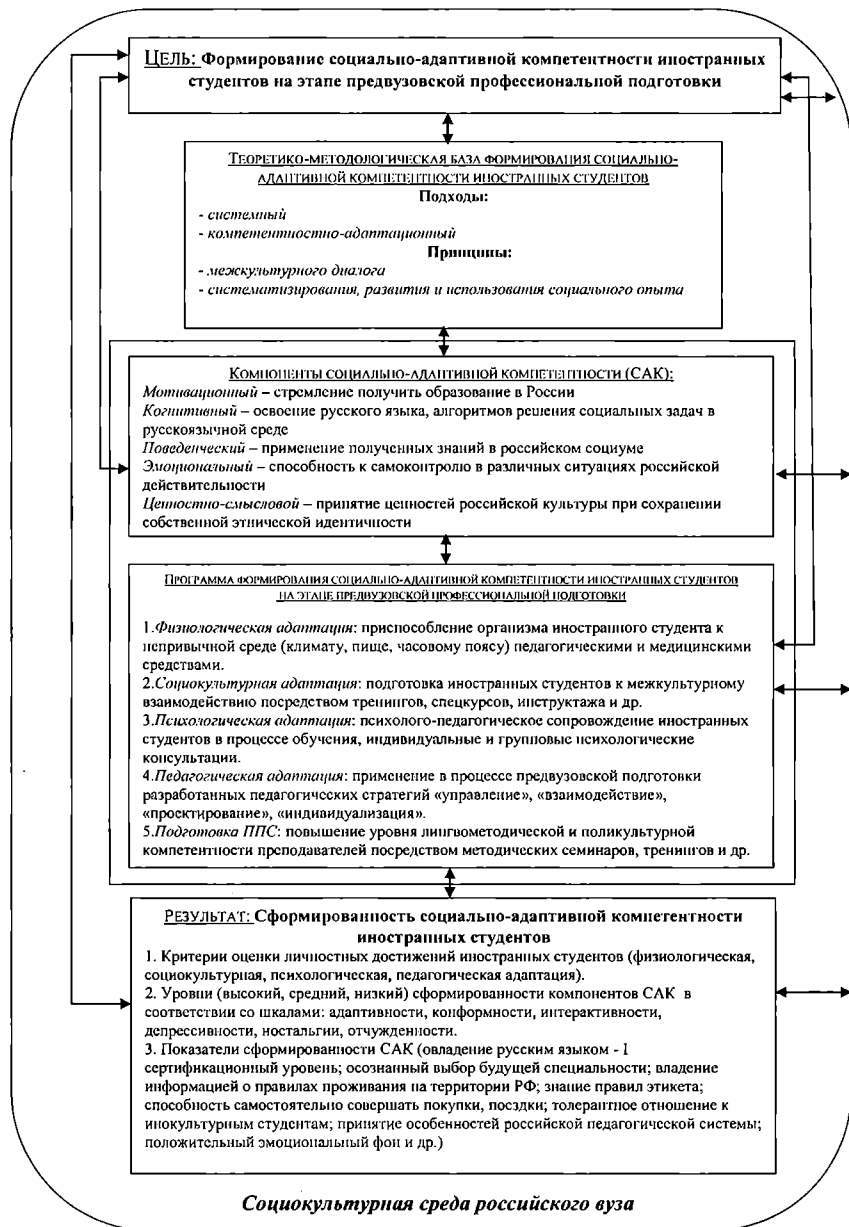 ЦЕЛЬ: Формирование социально-адаптивной компетентности иностранных
студентов на этапе предвузовской профессиональной подготовки
ТЕОРЕТИКО-МЕТОДОЛОГИЧЕСКАЯ БАЗА ФОРМИРОВАНИЯ СОЦИАЛЬНО-
АДАПТИВНОЙ КОМПЕТЕНТНОСТИ ИНОСТРАННЫХ СТУДЕНТОВ
Подходы:
- системный
- компетентностно-адаптационный
Принципы:
- межкультурного диалога
- систематизирования, развития и использования социального опыта
КОМПОНЕНТЫ СОЦИАЛЬНО-АДАПТИВНОЙ КОМПЕТЕНТНОСТИ (САК):
Мотивационный – стремление получить образование в России
Когнитивный – освоение русского языка, алгоритмов решения социальных задач в
русскоязычной среде
Поведенческий – применение полученных знаний в российском социуме
Эмоциональный – способность к самоконтролю в различных ситуациях российской
действительности
Ценностно-смысловой – принятие ценностей российской культуры при сохранении
собственной этнической идентичности
ПРОГРАММА ФОРМИРОВАНИЯ СОЦИАЛЬНО-АДАПТИВНОЙ КОМПЕТЕНТНОСТИ ИНОСТРАННЫХ СТУДЕНТОВ
НА ЭТАПЕ ПРЕДВУЗОВСКОЙ ПРОФЕССИОНАЛЬНОЙ ПОДГОТОВКИ
1.Физиологическая адаптация: приспособление организма иностранного студента к
непривычной среде (климату, пище, часовому поясу) педагогическими и медицинскими
средствами.
2.Социокультурная адаптация: подготовка иностранных студентов к межкультурному
взаимодействию посредством тренингов, спецкурсов, инструктажа и др.
3.Психологическая адаптация: психолого-педагогическое сопровождение иностранных
студентов в процессе обучения, индивидуальные и групповые психологические
консультации.
4.Педагогическая адаптация: применение в процессе предвузовской подготовки
разработанных педагогических стратегий «управление», «взаимодействие»,
«проектирование», «индивидуализация».
5.Подготовка ППС: повышение уровня лингвометодической и поликультурной
компетентности преподавателей посредством методических семинаров, тренингов и др.
РЕЗУЛЬТАТ: Сформированность социально-адаптивной компетентности
иностранных студентов
1. Критерии оценки личностных достижений иностранных студентов (физиологическая,
социокультурная, психологическая, педагогическая адаптация).
2. Уровни (высокий, средний, низкий) сформированности компонентов САК в
соответствии со шкалами: адаптивности, конформности, интерактивности,
депрессивности, ностальгии, отчужденности.
3. Показатели сформированности САК (овладение русским языком - I
сертификационный уровень; осознанный выбор будущей специальности; владение
информацией о правилах проживания на территории РФ; знание правил этикета;
способность самостоятельно совершать покупки, поездки; толерантное отношение к
инокультурным студентам; принятие особенностей российской педагогической системы;
положительный эмоциональный фон и др.)
Социокультурная среда российского вуза